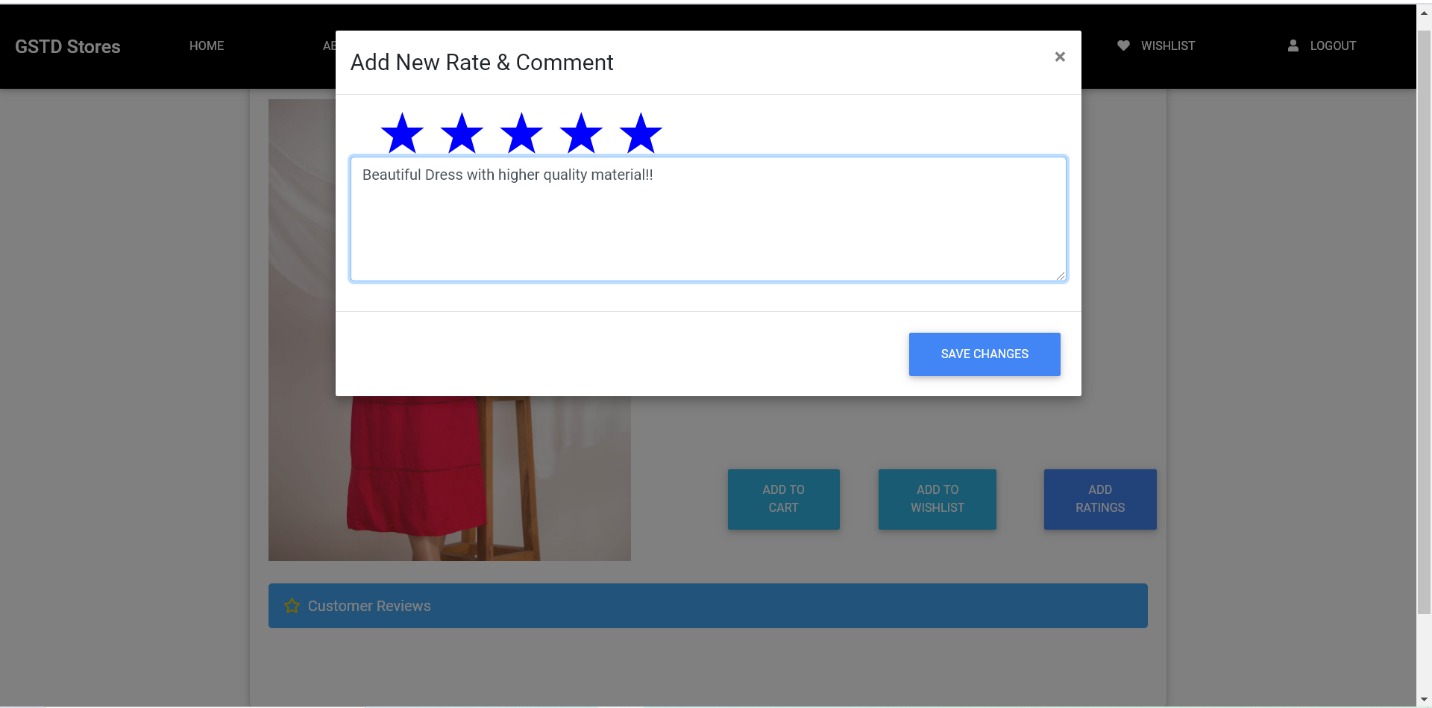 GSTD Stores
HOME
AE
WISHLIST
LOGOUT
Add New Rate & Comment
×
Beautiful Dress with higher quality material!!
SAVE CHANGES
ADD TO
CART
ADD TO
WISHLIST
ADD
RATINGS
Customer Reviews